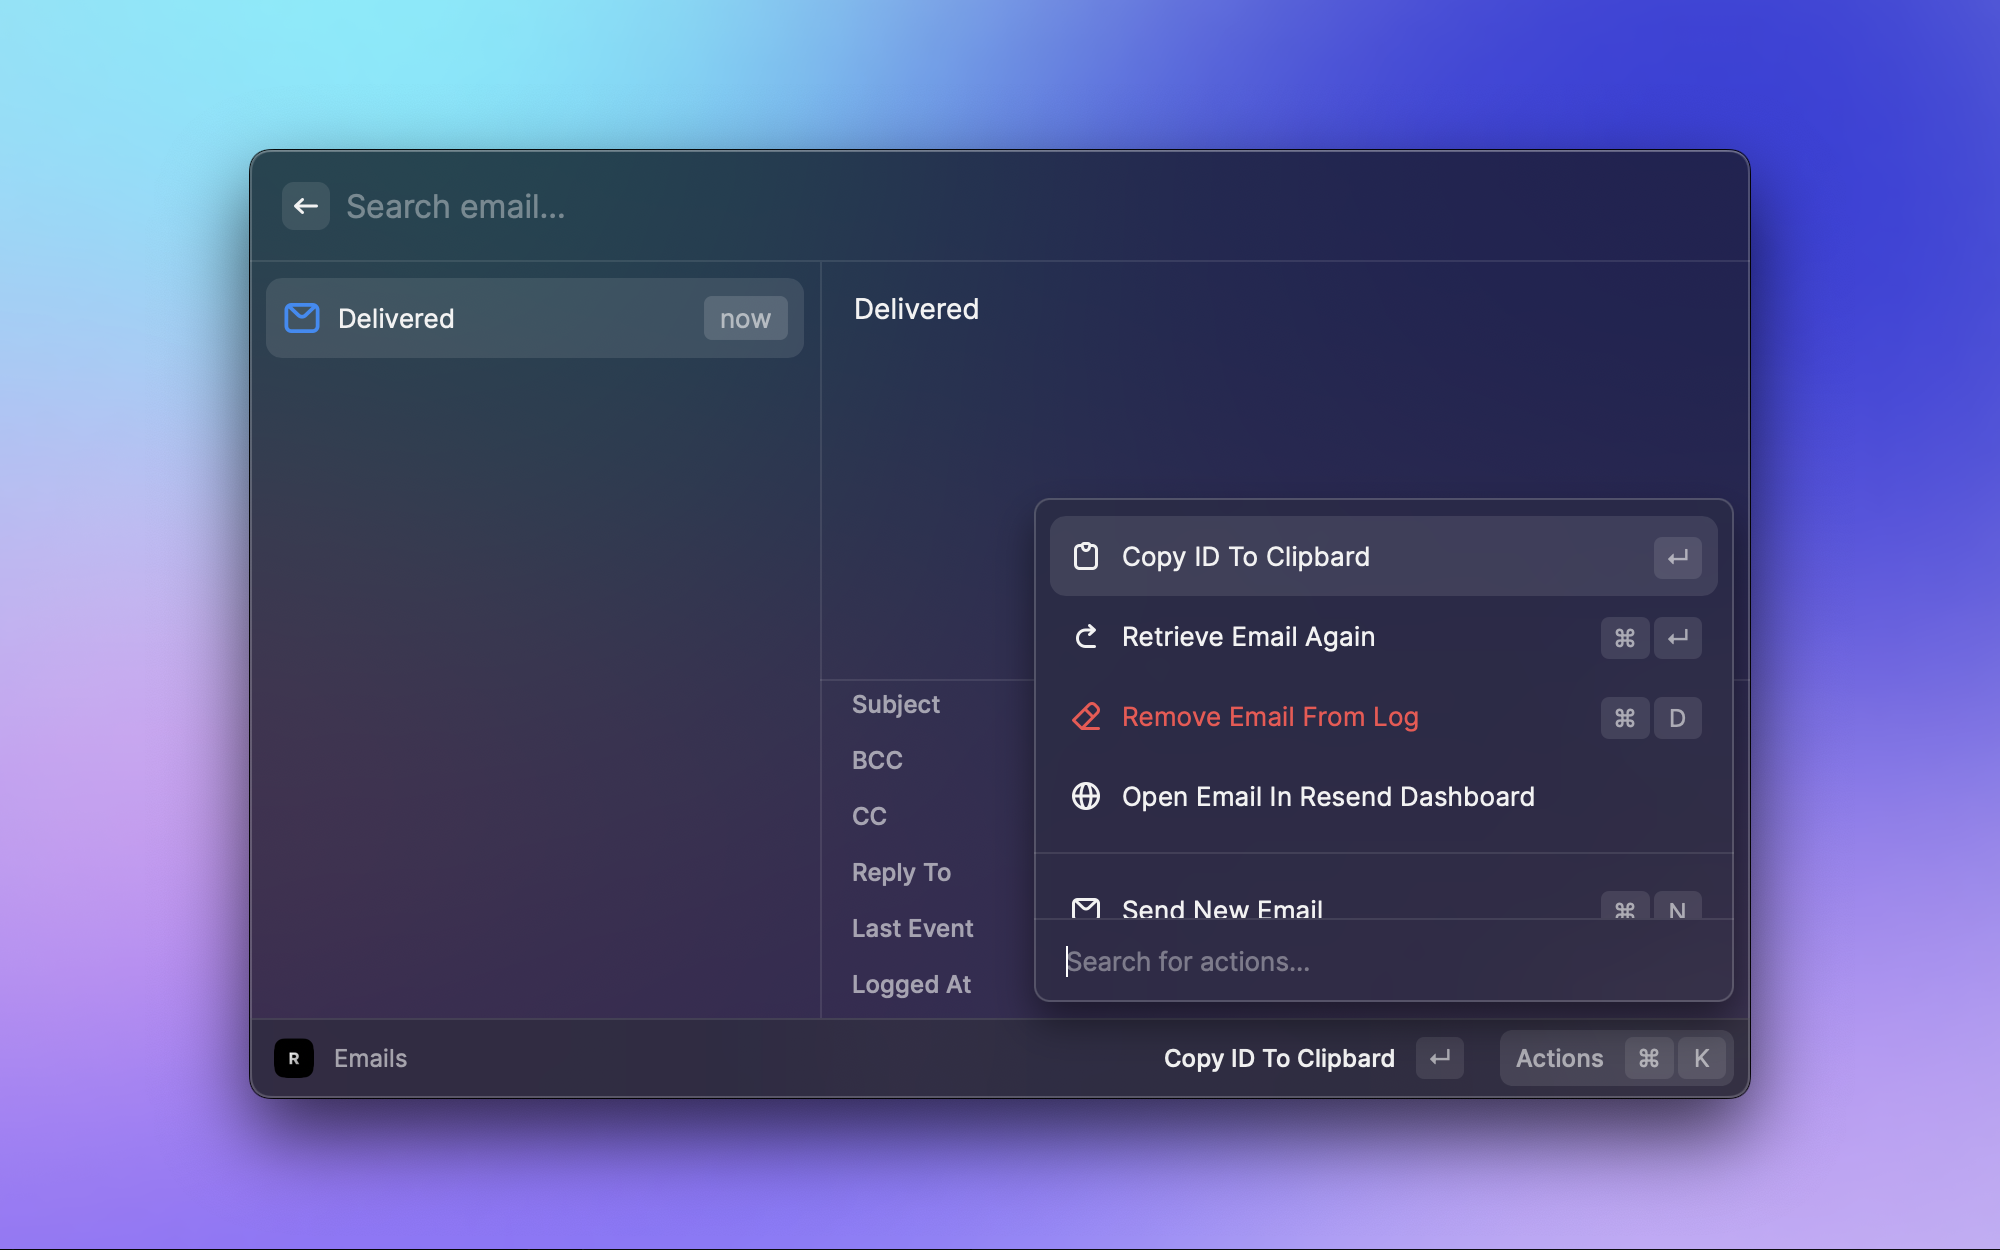 Search email...
Delivered now
Delivered
Copy ID To Clipbard
Retrieve Email Again ⌘ ↵
Remove Email From Log ⌘ D
Open Email In Resend Dashboard
Send New Email ⌘ N
Search for actions...
Subject
BCC
CC
Reply To
Last Event
Logged At
R Emails
Copy ID To Clipbard ↵ Actions ⌘ K